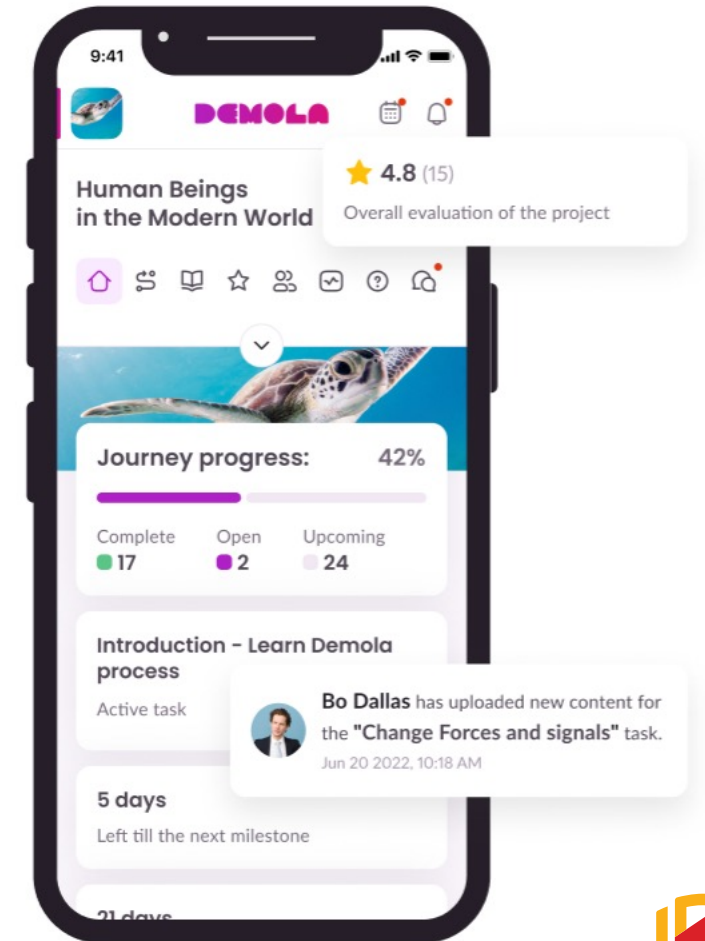 9:41
DEMOLA
4.8 (15)
Overall evaluation of the project
Human Beings
in the Modern World
Journey progress: 42%
Complete Open Upcoming
17 2 24
Introduction - Learn Demola
process
Active task
Bo Dallas has uploaded new content for
the "Change Forces and signals" task.
Jun 20 2022, 10:18 AM
5 days
Left till the next milestone
21 days